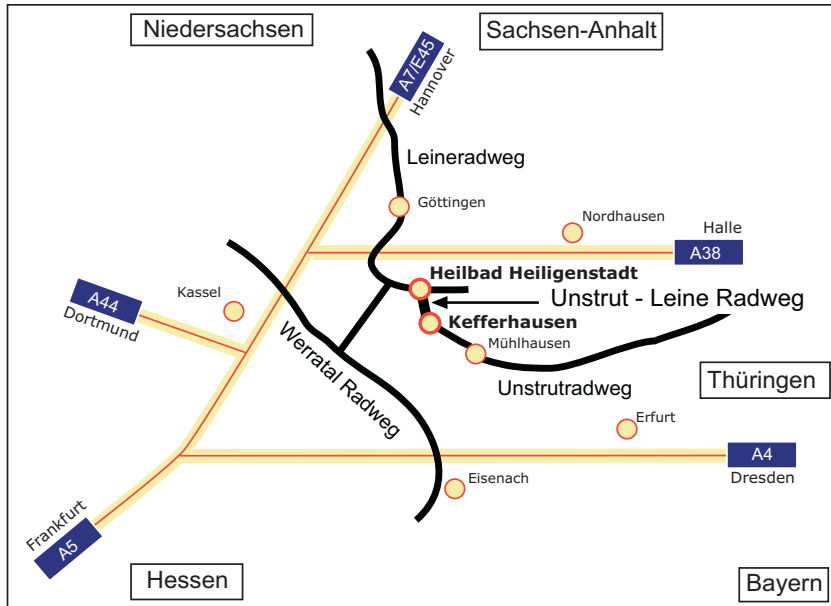 Niedersachsen
Sachsen-Anhalt
A7/E45
Hannover
Leineradweg
Göttingen
Nordhausen
Halle
A38
Heilbad Heiligenstadt
A44
Dortmund
Kassel
Unstrut - Leine Radweg
Kefferhausen
Mühlhausen
Werratal Radweg
Unstrutradweg
Thüringen
Erfurt
A4
Dresden
Eisenach
Frankfurt
A5
Hessen
Bayern